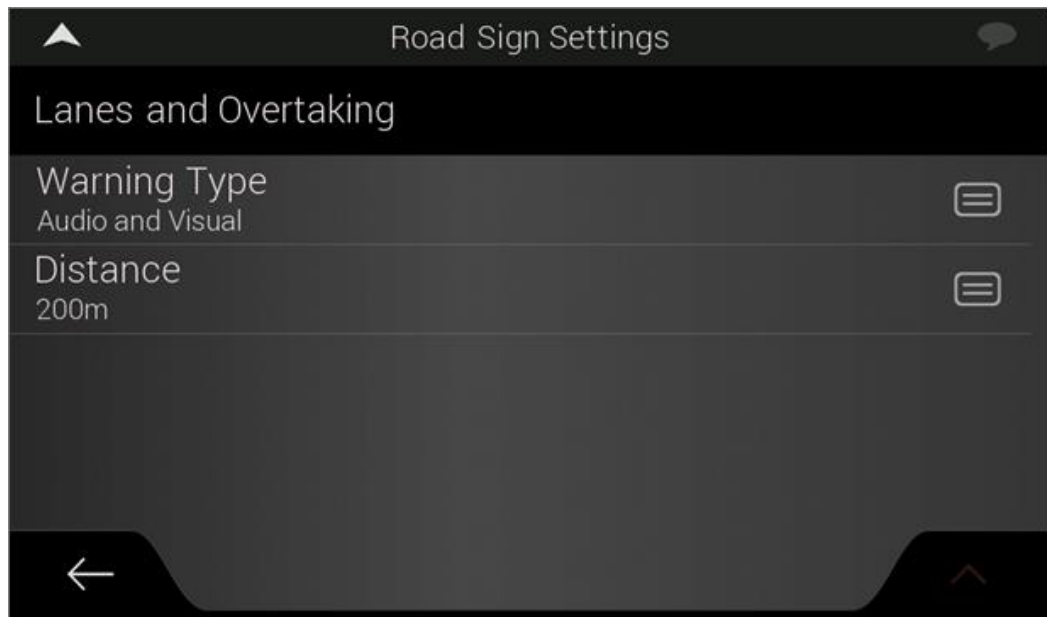 Road Sign Settings
Lanes and Overtaking
Warning Type
Audio and Visual
Distance
200m